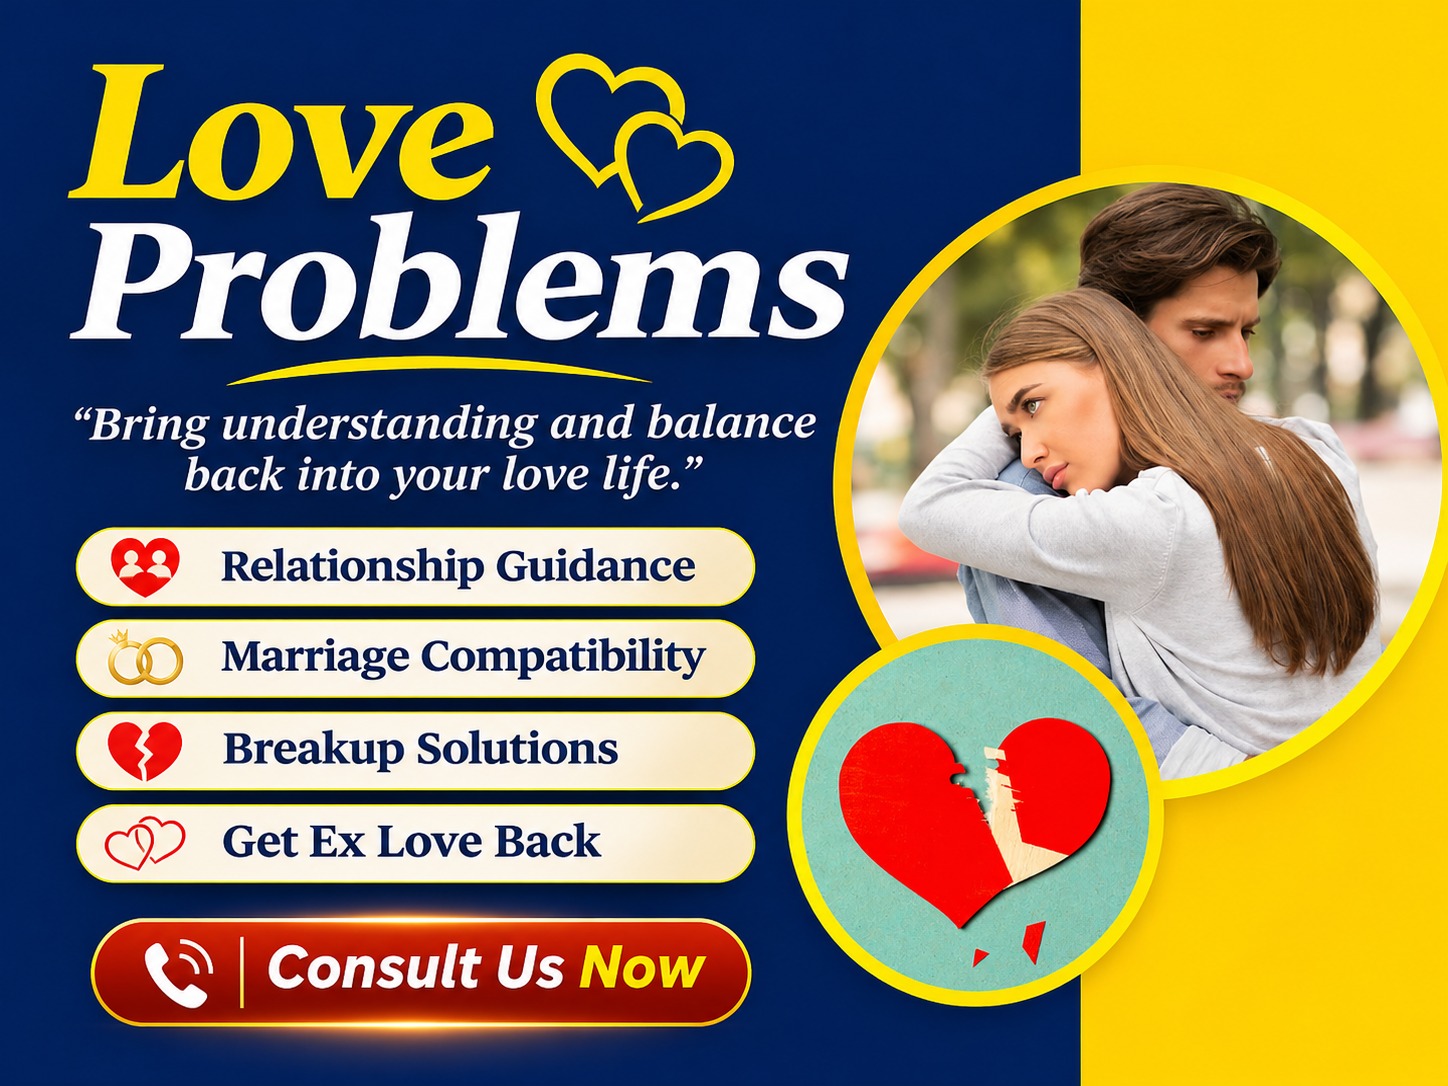 Love
Problems
“Bring understanding and balance
back into your love life.”
Relationship Guidance
Marriage Compatibility
Breakup Solutions
Get Ex Love Back
Consult Us Now